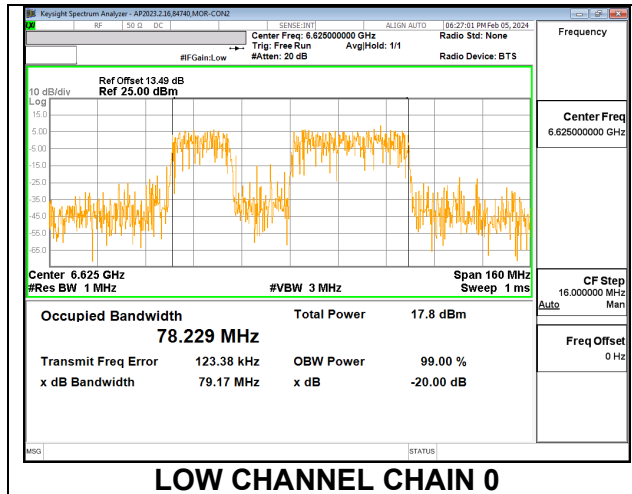 Keysight Spectrum Analyzer - AP2023.2.16,84740,MOR-CON2
RF 50 Ω DC SENSE:INT ALIGN AUTO 06:27:01 PM Feb 05, 2024
Center Freq: 6.625000000 GHz Radio Std: None
Trig: Free Run Avg|Hold: 1/1
#IFGain:Low #Atten: 20 dB Radio Device: BTS
Frequency
Ref Offset 13.49 dB
10 dB/div Ref 25.00 dBm
Log
15.0
5.00
-5.00
-15.0
-25.0
-35.0
-45.0
-55.0
-65.0
Center 6.625 GHz Span 160 MHz
#Res BW 1 MHz #VBW 3 MHz Sweep 1 ms
Occupied Bandwidth Total Power 17.8 dBm
78.229 MHz
Transmit Freq Error 123.38 kHz OBW Power 99.00 %
x dB Bandwidth 79.17 MHz x dB -20.00 dB
Center Freq
6.625000000 GHz
CF Step
16.000000 MHz
Auto Man
Freq Offset
0 Hz
MSG STATUS
LOW CHANNEL CHAIN 0